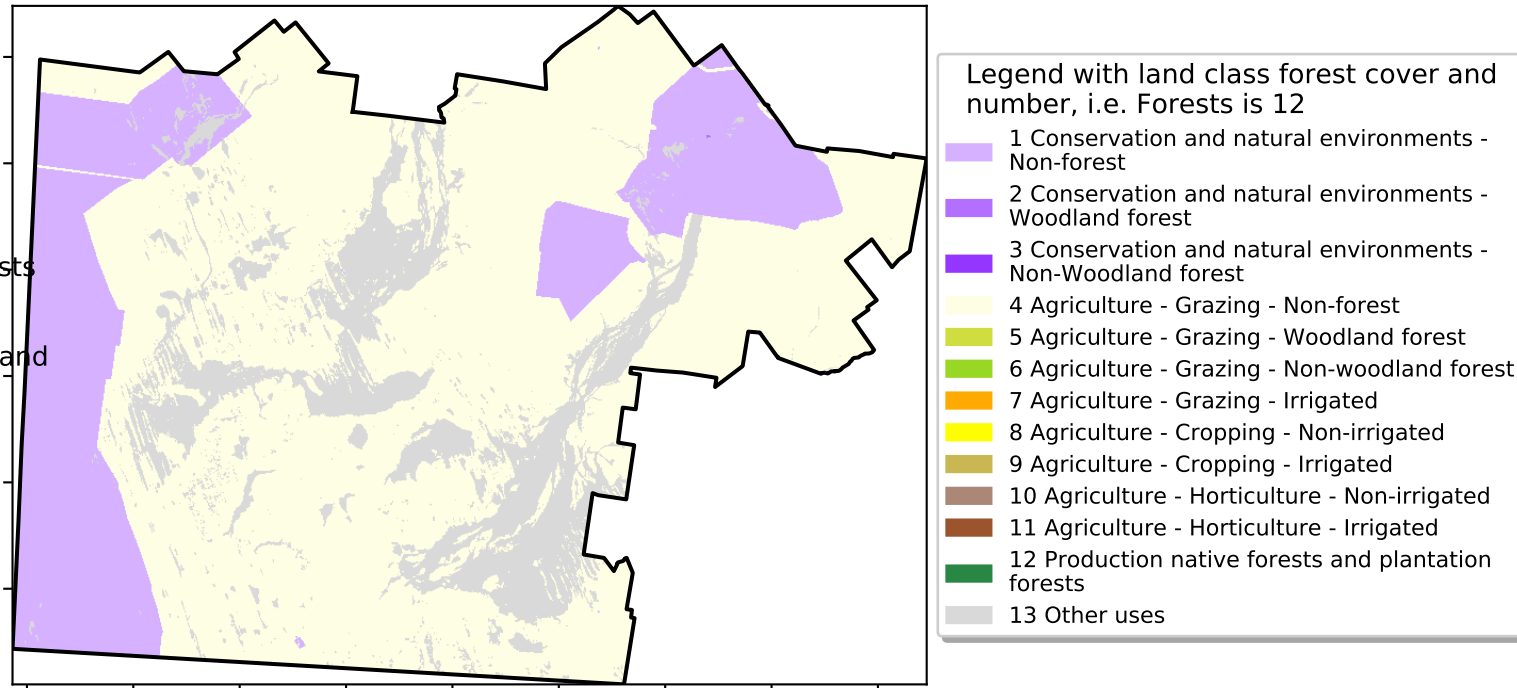 Legend with land class forest cover and
number, i.e. Forests is 12
1 Conservation and natural environments -
Non-forest
2 Conservation and natural environments -
Woodland forest
3 Conservation and natural environments -
Non-Woodland forest
4 Agriculture - Grazing - Non-forest
5 Agriculture - Grazing - Woodland forest
6 Agriculture - Grazing - Non-woodland forest
7 Agriculture - Grazing - Irrigated
8 Agriculture - Cropping - Non-irrigated
9 Agriculture - Cropping - Irrigated
10 Agriculture - Horticulture - Non-irrigated
11 Agriculture - Horticulture - Irrigated
12 Production native forests and plantation
forests
13 Other uses
sts
and